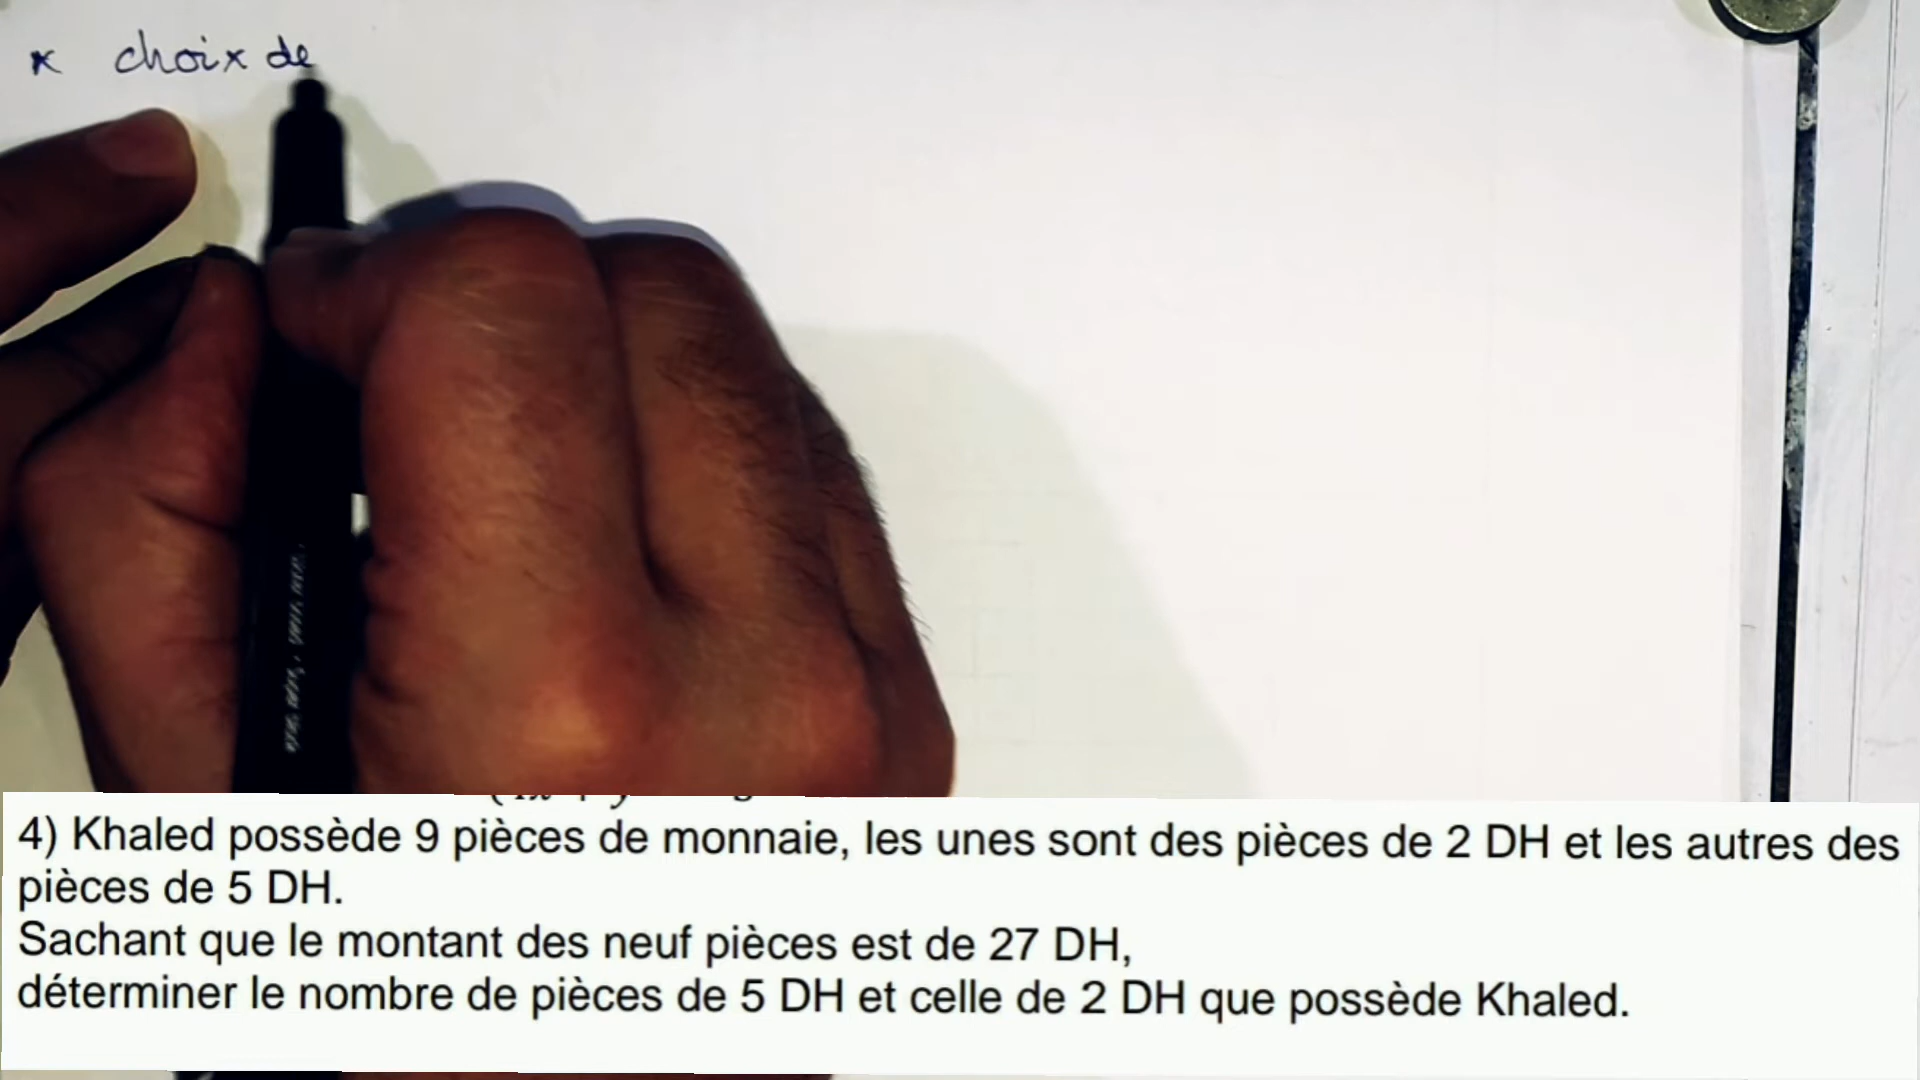 × choix de
4) Khaled possède 9 pièces de monnaie, les unes sont des pièces de 2 DH et les autres des
pièces de 5 DH.
Sachant que le montant des neuf pièces est de 27 DH,
déterminer le nombre de pièces de 5 DH et celle de 2 DH que possède Khaled.